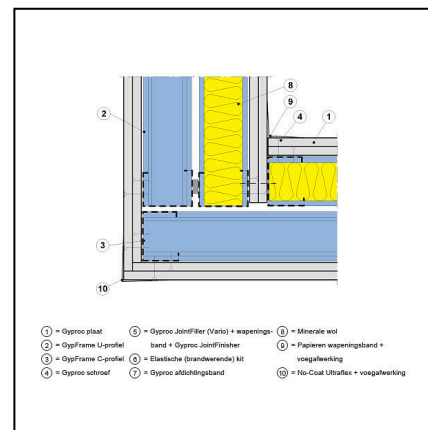 8
9
2
4
1
3
10
1 = Gyproc plaat
2 = GypFrame U-profiel
3 = GypFrame C-profiel
4 = Gyproc schroef
5 = Gyproc JointFiller (Vario) + wapenings-
band + Gyproc JointFinisher
6 = Elastische (brandwerende) kit
7 = Gyproc afdichtingsband
8 = Minerale wol
9 = Papieren wapeningsband +
voegafwerking
10 = No-Coat Ultraflex + voegafwerking